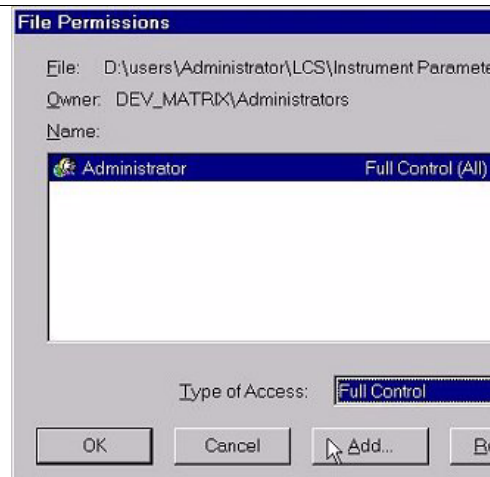 File Permissions
File: D:\users\Administrator\LCS\Instrument Paramete
Owner: DEV_MATRIX\Administrators
Name:
Administrator Full Control (All)
Type of Access: Full Control
OK Cancel Add...